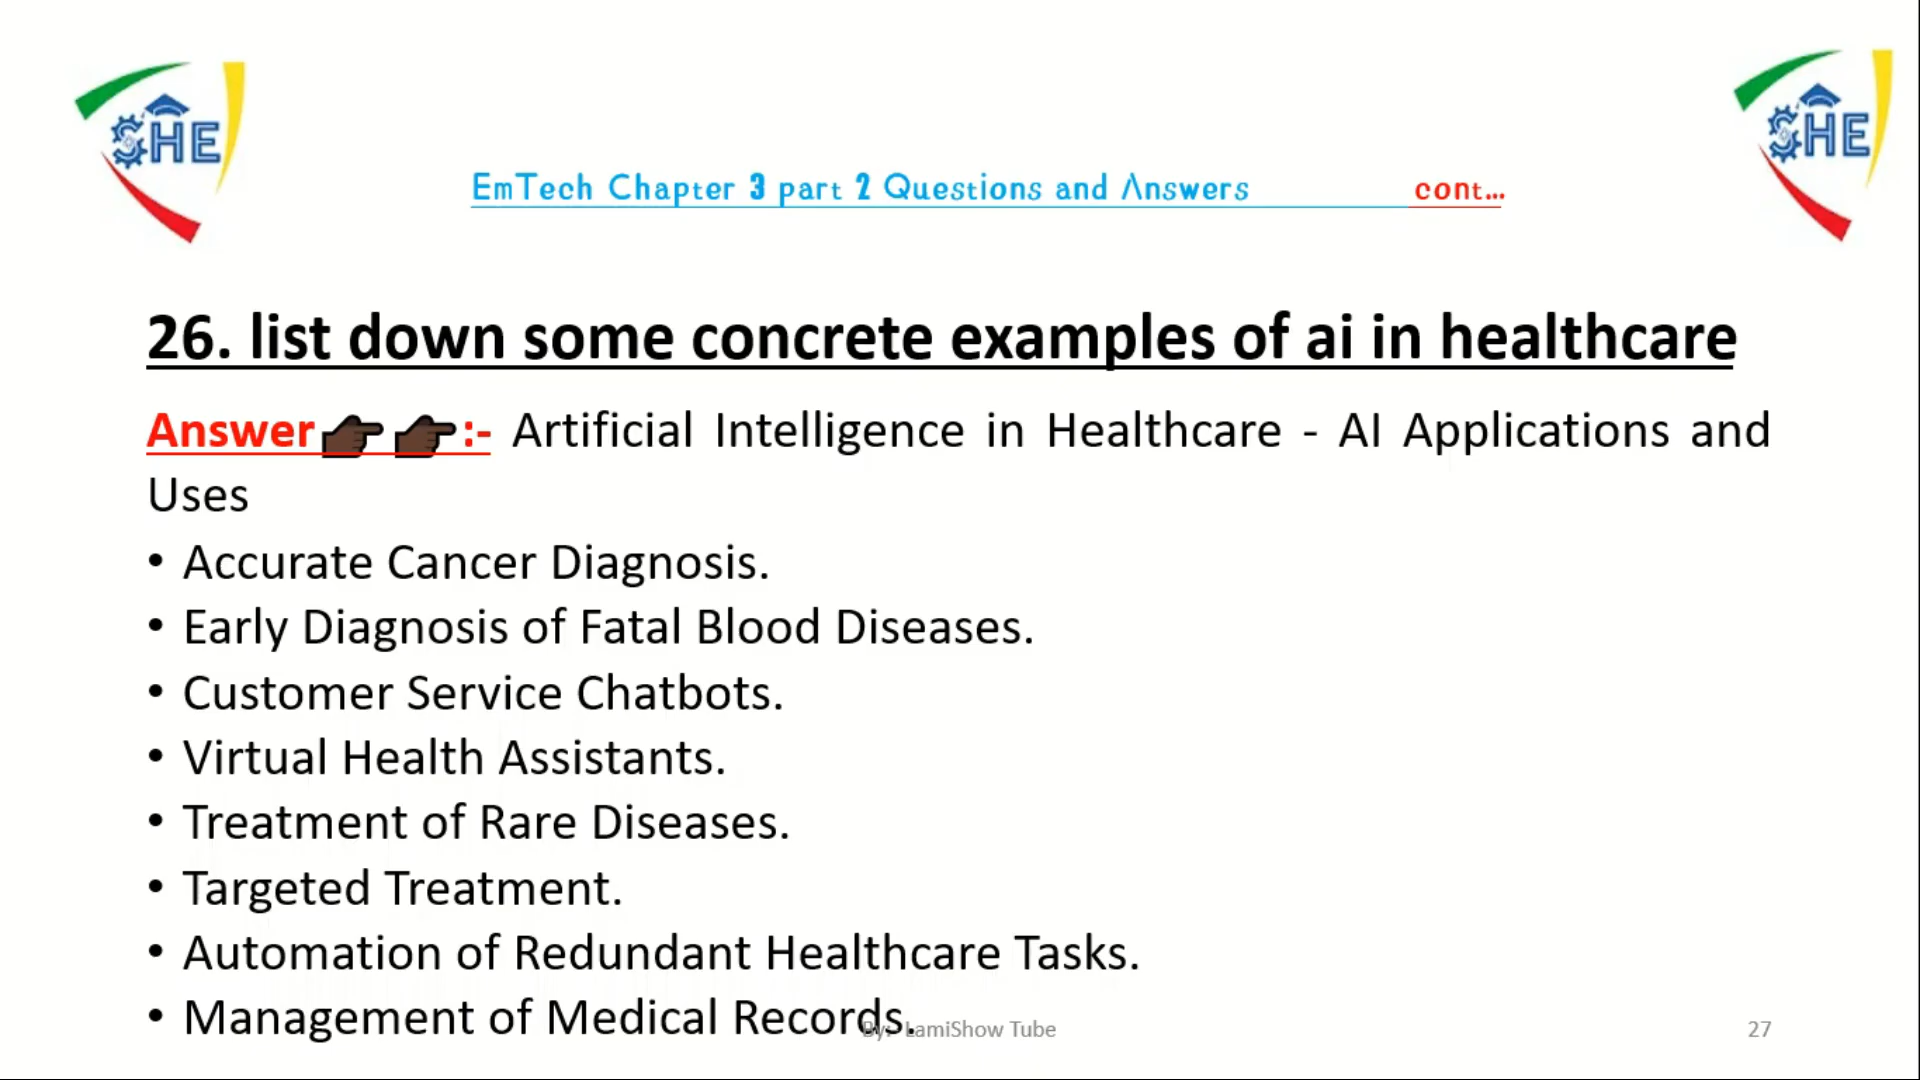 SHE
SHE
EmTech Chapter 3 part 2 Questions and Answers cont...
26. list down some concrete examples of ai in healthcare
Answer👉🏿👉🏿:- Artificial Intelligence in Healthcare - AI Applications and
Uses
• Accurate Cancer Diagnosis.
• Early Diagnosis of Fatal Blood Diseases.
• Customer Service Chatbots.
• Virtual Health Assistants.
• Treatment of Rare Diseases.
• Targeted Treatment.
• Automation of Redundant Healthcare Tasks.
• Management of Medical Records.
By:- LamiShow Tube
27